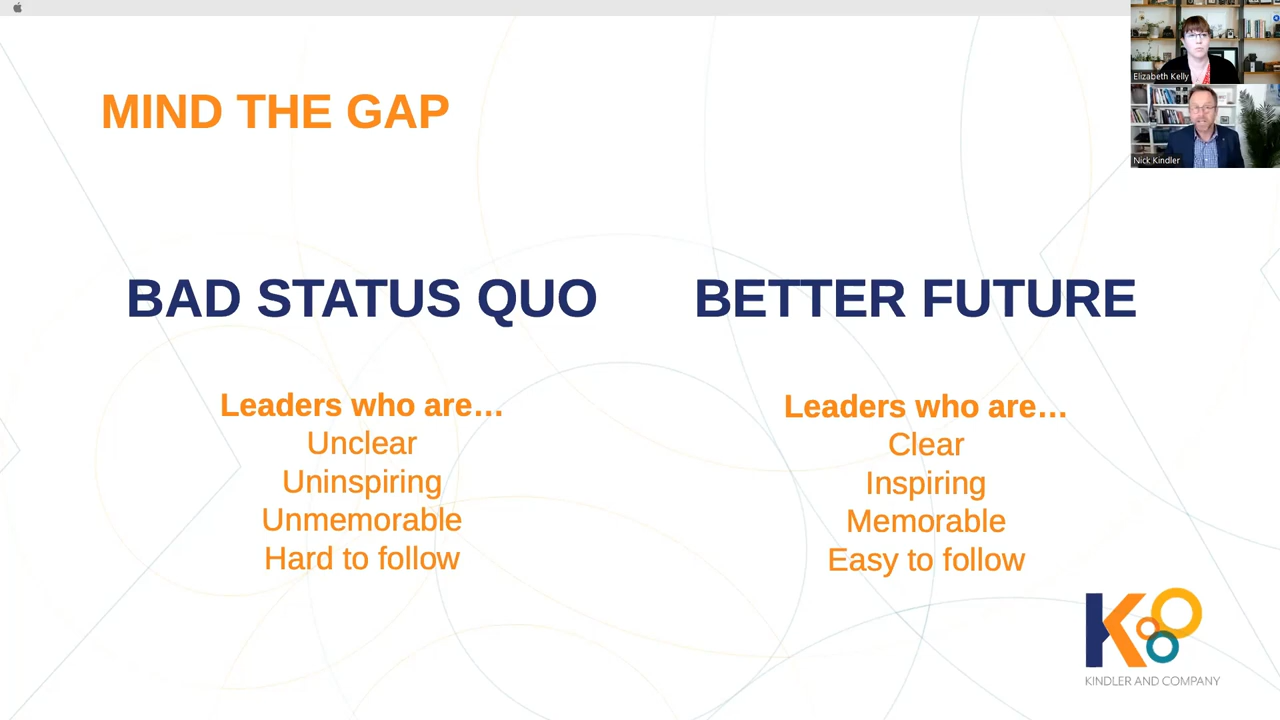 Elizabeth Kelly
Nick Kindler
MIND THE GAP
BAD STATUS QUO
Leaders who are…
Unclear
Uninspiring
Unmemorable
Hard to follow
BETTER FUTURE
Leaders who are…
Clear
Inspiring
Memorable
Easy to follow
K
KINDLER AND COMPANY